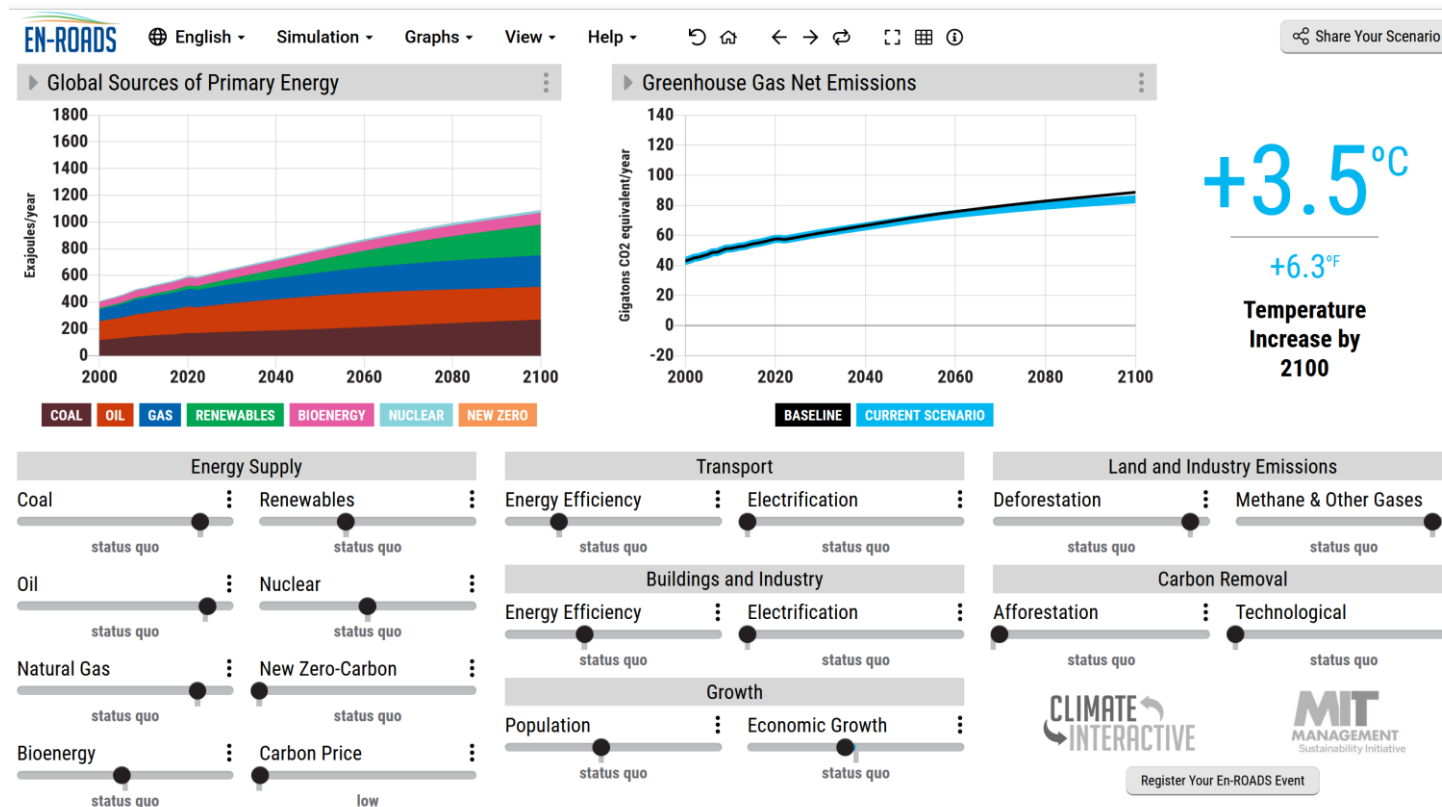 EN-ROADS
English
Simulation
Graphs
View
Help
Share Your Scenario
Global Sources of Primary Energy
Exajoules/year
1800
1600
1400
1200
1000
800
600
400
200
0
2000 2020 2040 2060 2080 2100
COAL OIL GAS RENEWABLES BIOENERGY NUCLEAR NEW ZERO
Greenhouse Gas Net Emissions
Gigatons CO2 equivalent/year
140
120
100
80
60
40
20
0
-20
2000 2020 2040 2060 2080 2100
BASELINE CURRENT SCENARIO
+3.5°C
+6.3°F
Temperature
Increase by
2100
Energy Supply
Coal
status quo
Renewables
status quo
Oil
status quo
Nuclear
status quo
Natural Gas
status quo
New Zero-Carbon
status quo
Bioenergy
status quo
Carbon Price
low
Transport
Energy Efficiency
status quo
Electrification
status quo
Buildings and Industry
Energy Efficiency
status quo
Electrification
status quo
Growth
Population
status quo
Economic Growth
status quo
Land and Industry Emissions
Deforestation
status quo
Methane & Other Gases
status quo
Carbon Removal
Afforestation
status quo
Technological
status quo
CLIMATE
INTERACTIVE
MIT
MANAGEMENT
Sustainability Initiative
Register Your En-ROADS Event